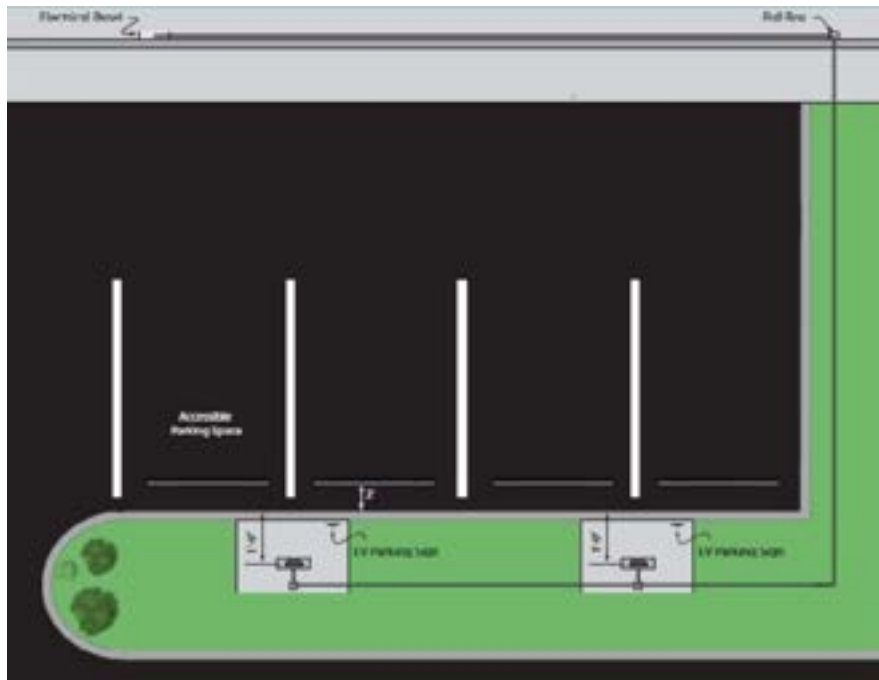 Electrical Panel
Pull Box
Accessible
Parking Space
2'
EV Parking Sign
EV Parking Sign